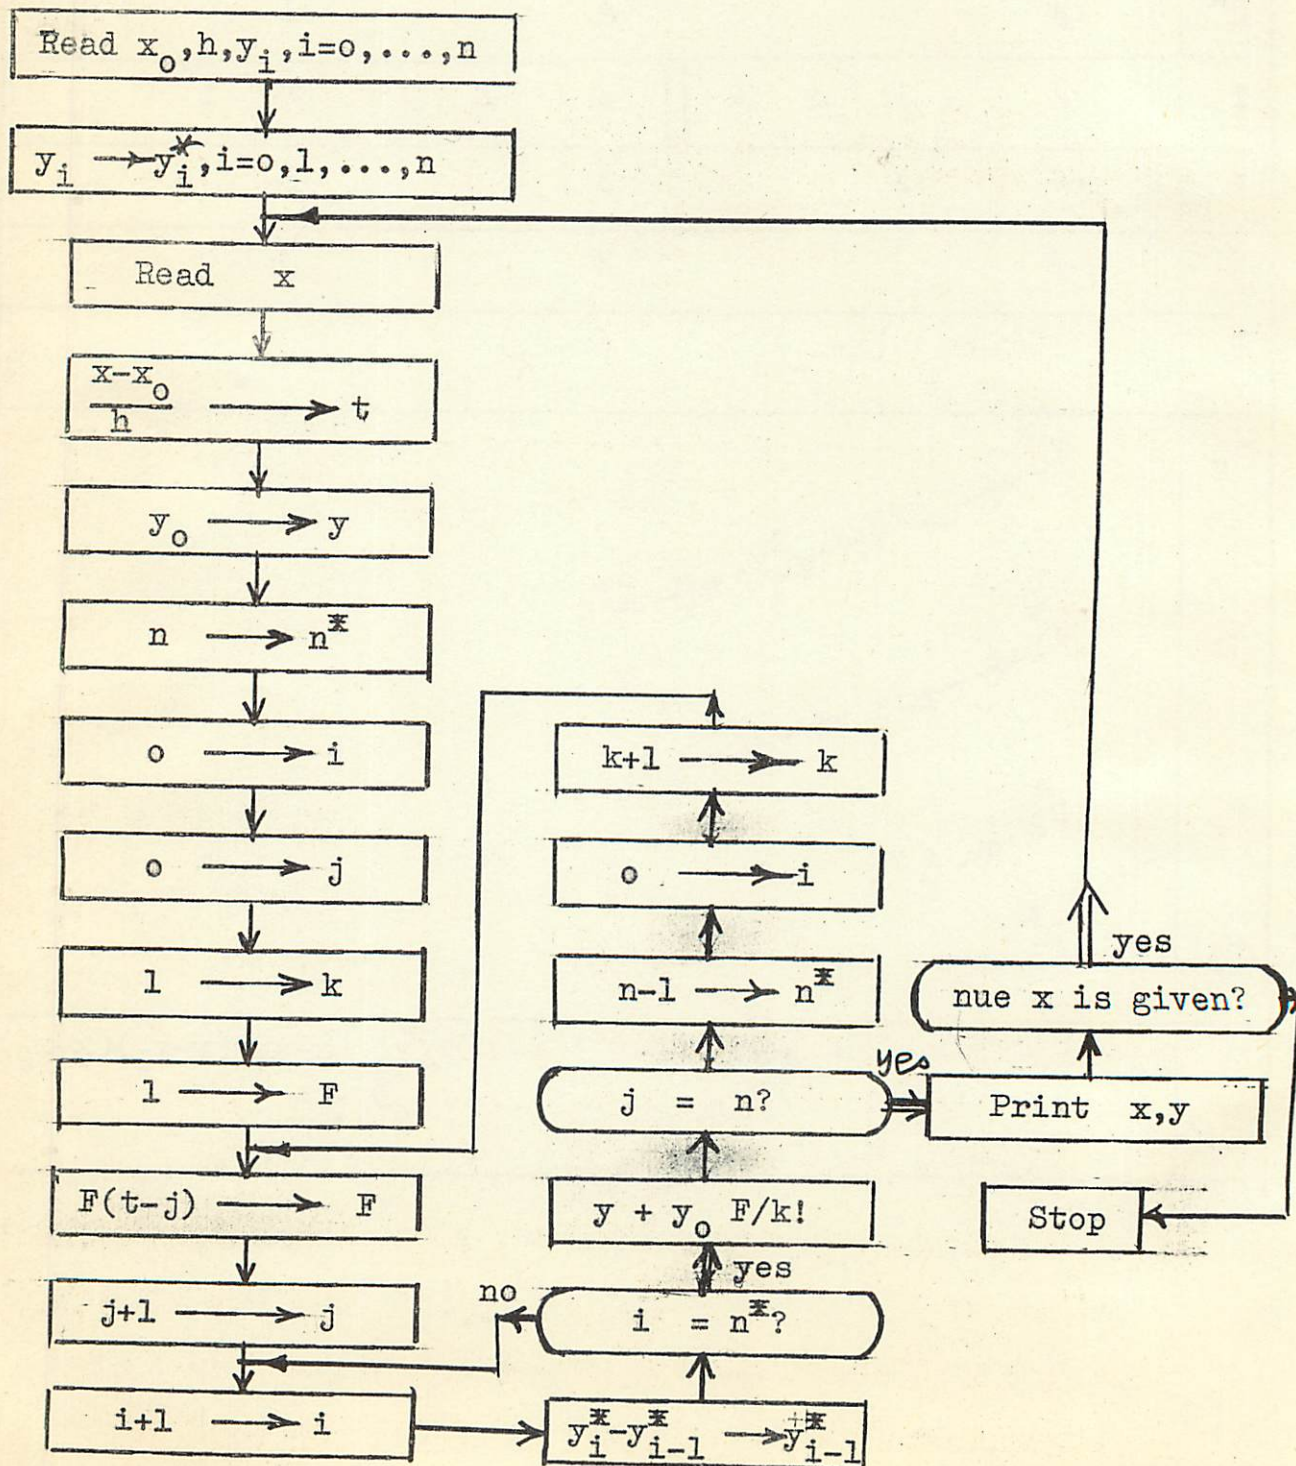 Read x₀,h,yᵢ,i=o,...,n
yᵢ → yᵢ*,i=o,1,...,n
Read x
x-x₀
h → t
y₀ → y
n → n*
o → i
o → j
1 → k
1 → F
F(t-j) → F
j+1 → j
i+1 → i
yᵢ*-yᵢ₋₁* → yᵢ₋₁*
i = n*?
no
yes
y + y₀ F/k!
j = n?
yes
n-1 → n*
o → i
k+1 → k
Print x,y
nue x is given?
yes
Stop